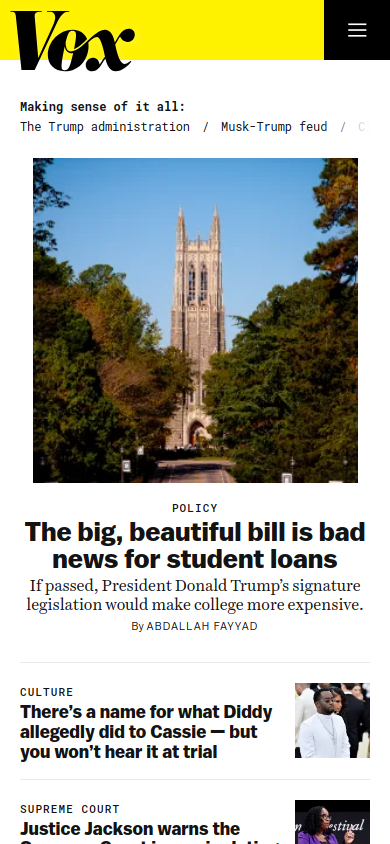 Vox
Making sense of it all:
The Trump administration / Musk-Trump feud / C
POLICY
The big, beautiful bill is bad
news for student loans
If passed, President Donald Trump’s signature
legislation would make college more expensive.
By ABDALLAH FAYYAD
CULTURE
There’s a name for what Diddy
allegedly did to Cassie — but
you won’t hear it at trial
SUPREME COURT
Justice Jackson warns the